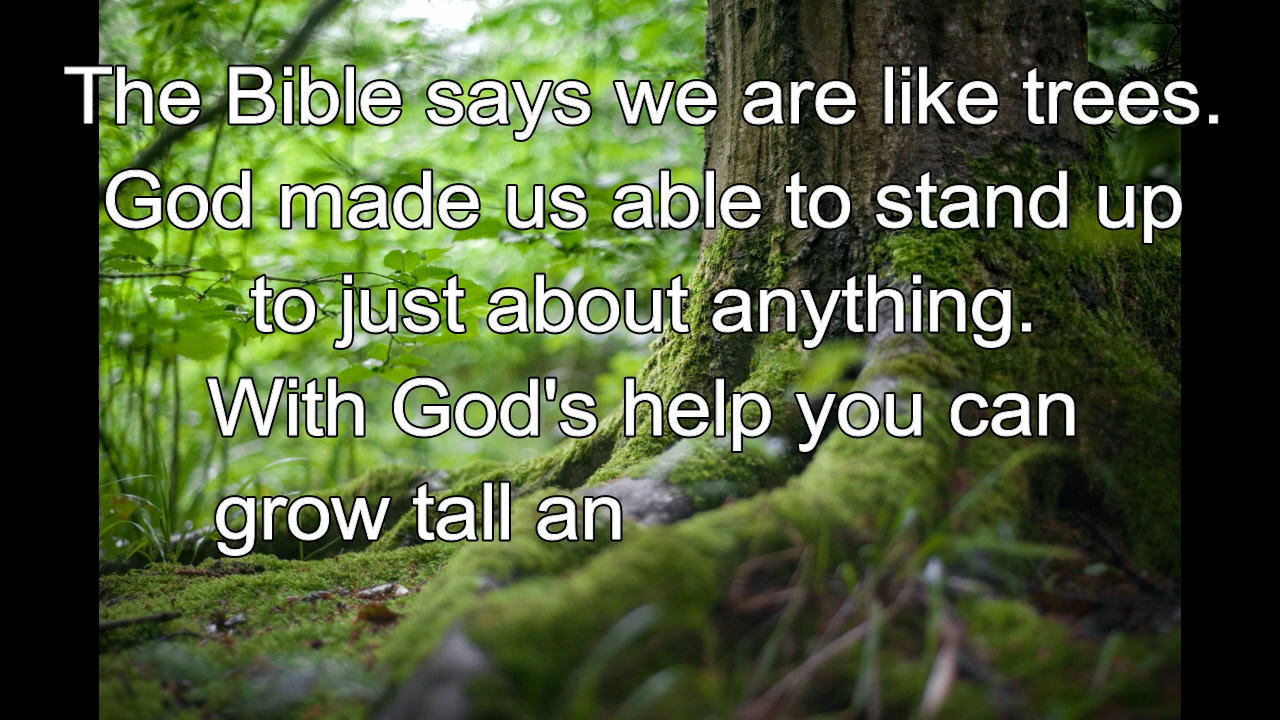 The Bible says we are like trees.
God made us able to stand up
to just about anything.
With God's help you can
grow tall an